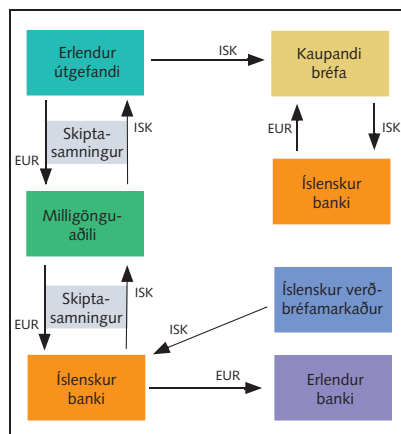 Erlendur
útgefandi
ISK
Kaupandi
bréfa
EUR
Skipta-
samningur
ISK
EUR
ISK
Íslenskur
banki
Milligöngu-
aðili
EUR
Skipta-
samningur
ISK
ISK
Íslenskur verð-
bréfamarkaður
Íslenskur
banki
EUR
Erlendur
banki